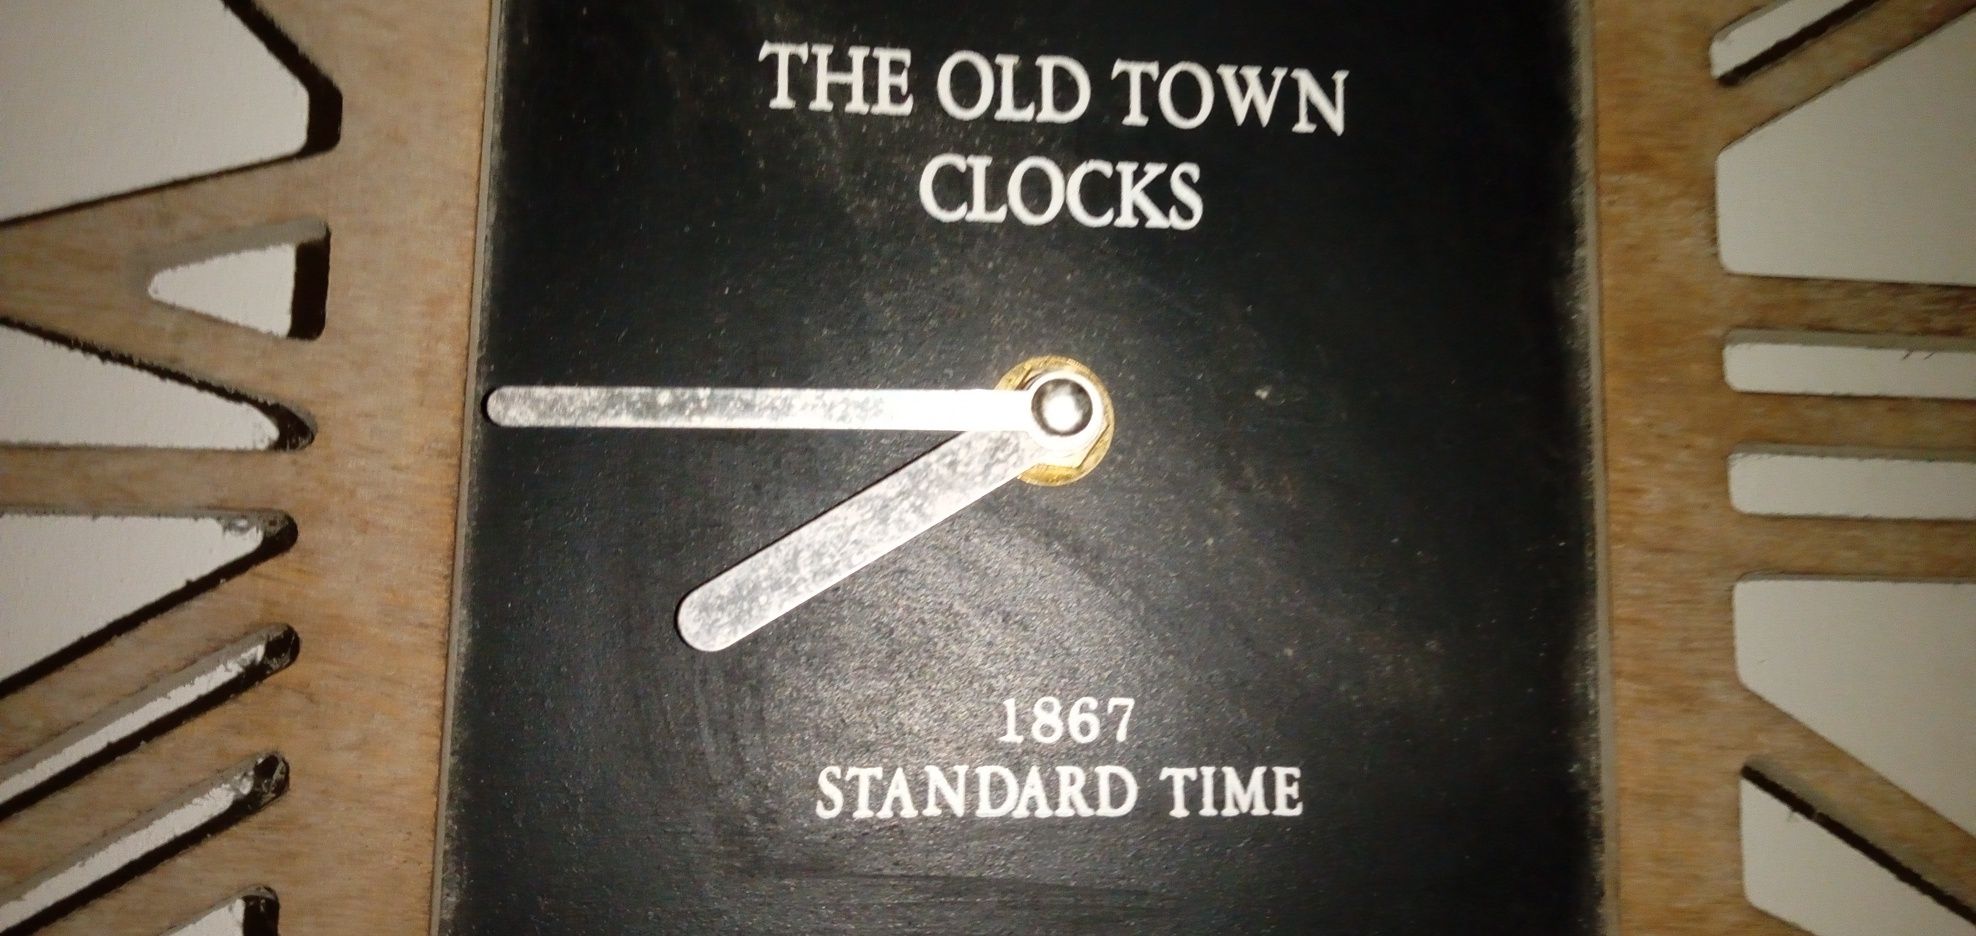 THE OLD TOWN
CLOCKS
1867
STANDARD TIME